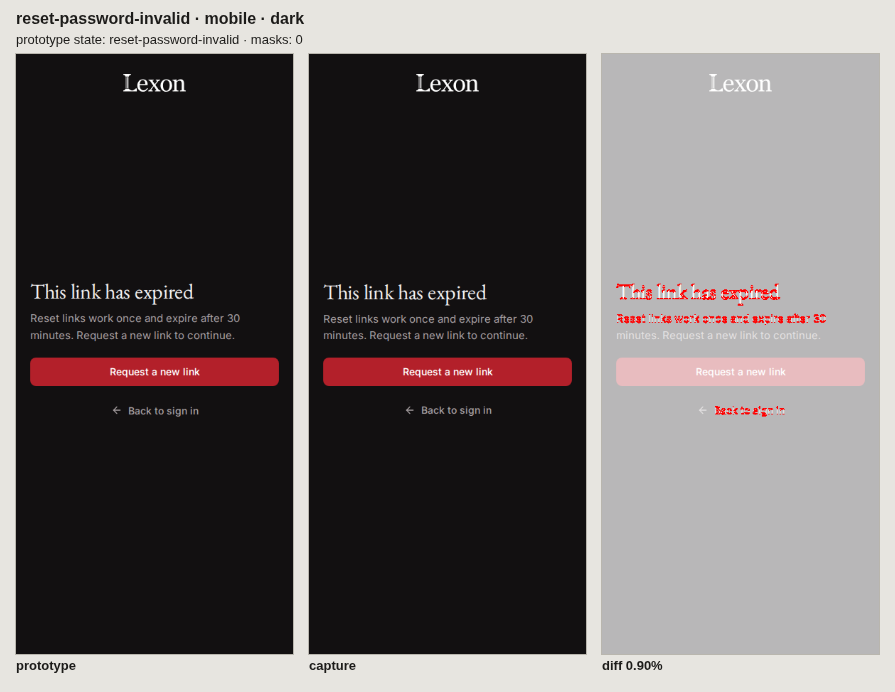 reset-password-invalid · mobile · dark
prototype state: reset-password-invalid · masks: 0
Lexon
This link has expired
Reset links work once and expire after 30
minutes. Request a new link to continue.
Request a new link
← Back to sign in
prototype
Lexon
This link has expired
Reset links work once and expire after 30
minutes. Request a new link to continue.
Request a new link
← Back to sign in
capture
Lexon
This link has expired
Reset links work once and expire after 30
minutes. Request a new link to continue.
Request a new link
← Back to sign in
diff 0.90%